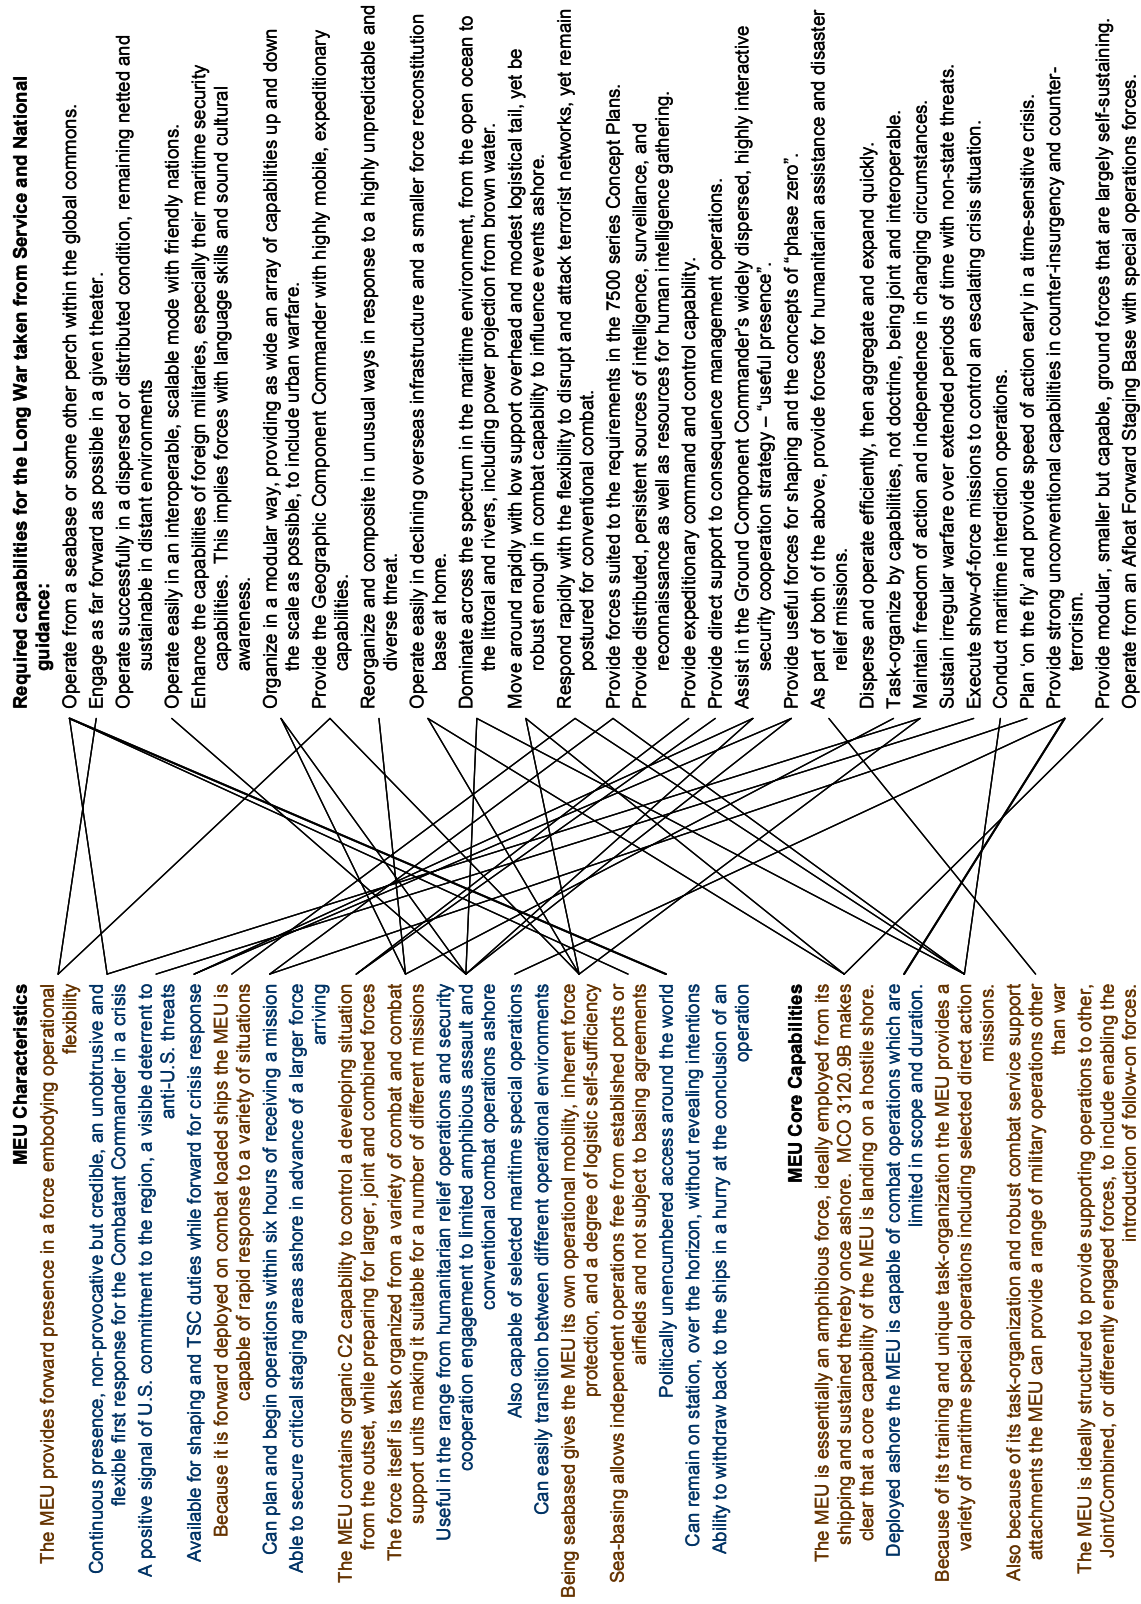 MEU Characteristics
The MEU provides forward presence in a force embodying operational
flexibility
Continuous presence, non-provocative but credible, an unobtrusive and
flexible first response for the Combatant Commander in a crisis
A positive signal of U.S. commitment to the region, a visible deterrent to
anti-U.S. threats
Available for shaping and TSC duties while forward for crisis response
Because it is forward deployed on combat loaded ships the MEU is
capable of rapid response to a variety of situations
Can plan and begin operations within six hours of receiving a mission
Able to secure critical staging areas ashore in advance of a larger force
arriving
The MEU contains organic C2 capability to control a developing situation
from the outset, while preparing for larger, joint and combined forces
The force itself is task organized from a variety of combat and combat
support units making it suitable for a number of different missions
Useful in the range from humanitarian relief operations and security
cooperation engagement to limited amphibious assault and
conventional combat operations ashore
Also capable of selected maritime special operations
Can easily transition between different operational environments
Being seabased gives the MEU its own operational mobility, inherent force
protection, and a degree of logistic self-sufficiency
Sea-basing allows independent operations free from established ports or
airfields and not subject to basing agreements
Politically unencumbered access around the world
Can remain on station, over the horizon, without revealing intentions
Ability to withdraw back to the ships in a hurry at the conclusion of an
operation
MEU Core Capabilities
The MEU is essentially an amphibious force, ideally employed from its
shipping and sustained thereby once ashore.  MCO 3120.9B makes
clear that a core capability of the MEU is landing on a hostile shore.
Deployed ashore the MEU is capable of combat operations which are
limited in scope and duration.
Because of its training and unique task-organization the MEU provides a
variety of maritime special operations including selected direct action
missions.
Also because of its task-organization and robust combat service support
attachments the MEU can provide a range of military operations other
than war
The MEU is ideally structured to provide supporting operations to other,
Joint/Combined, or differently engaged forces, to include enabling the
introduction of follow-on forces.
Required capabilities for the Long War taken from Service and National
guidance:
Operate from a seabase or some other perch within the global commons.
Engage as far forward as possible in a given theater.
Operate successfully in a dispersed or distributed condition, remaining netted and
sustainable in distant environments
Operate easily in an interoperable, scalable mode with friendly nations.
Enhance the capabilities of foreign militaries, especially their maritime security
capabilities.  This implies forces with language skills and sound cultural
awareness.
Organize in a modular way, providing as wide an array of capabilities up and down
the scale as possible, to include urban warfare.
Provide the Geographic Component Commander with highly mobile, expeditionary
capabilities.
Reorganize and composite in unusual ways in response to a highly unpredictable and
diverse threat.
Operate easily in declining overseas infrastructure and a smaller force reconstitution
base at home.
Dominate across the spectrum in the maritime environment, from the open ocean to
the littoral and rivers, including power projection from brown water.
Move around rapidly with low support overhead and modest logistical tail, yet be
robust enough in combat capability to influence events ashore.
Respond rapidly with the flexibility to disrupt and attack terrorist networks, yet remain
postured for conventional combat.
Provide forces suited to the requirements in the 7500 series Concept Plans.
Provide distributed, persistent sources of intelligence, surveillance, and
reconnaissance as well as resources for human intelligence gathering.
Provide expeditionary command and control capability.
Provide direct support to consequence management operations.
Assist in the Ground Component Commander's widely dispersed, highly interactive
security cooperation strategy – “useful presence”.
Provide useful forces for shaping and the concepts of “phase zero”.
As part of both of the above, provide forces for humanitarian assistance and disaster
relief missions.
Disperse and operate efficiently, then aggregate and expand quickly.
Task-organize by capabilities, not doctrine, being joint and interoperable.
Maintain freedom of action and independence in changing circumstances.
Sustain irregular warfare over extended periods of time with non-state threats.
Execute show-of-force missions to control an escalating crisis situation.
Conduct maritime interdiction operations.
Plan ‘on the fly’ and provide speed of action early in a time-sensitive crisis.
Provide strong unconventional capabilities in counter-insurgency and counter-
terrorism.
Provide modular, smaller but capable, ground forces that are largely self-sustaining.
Operate from an Afloat Forward Staging Base with special operations forces.